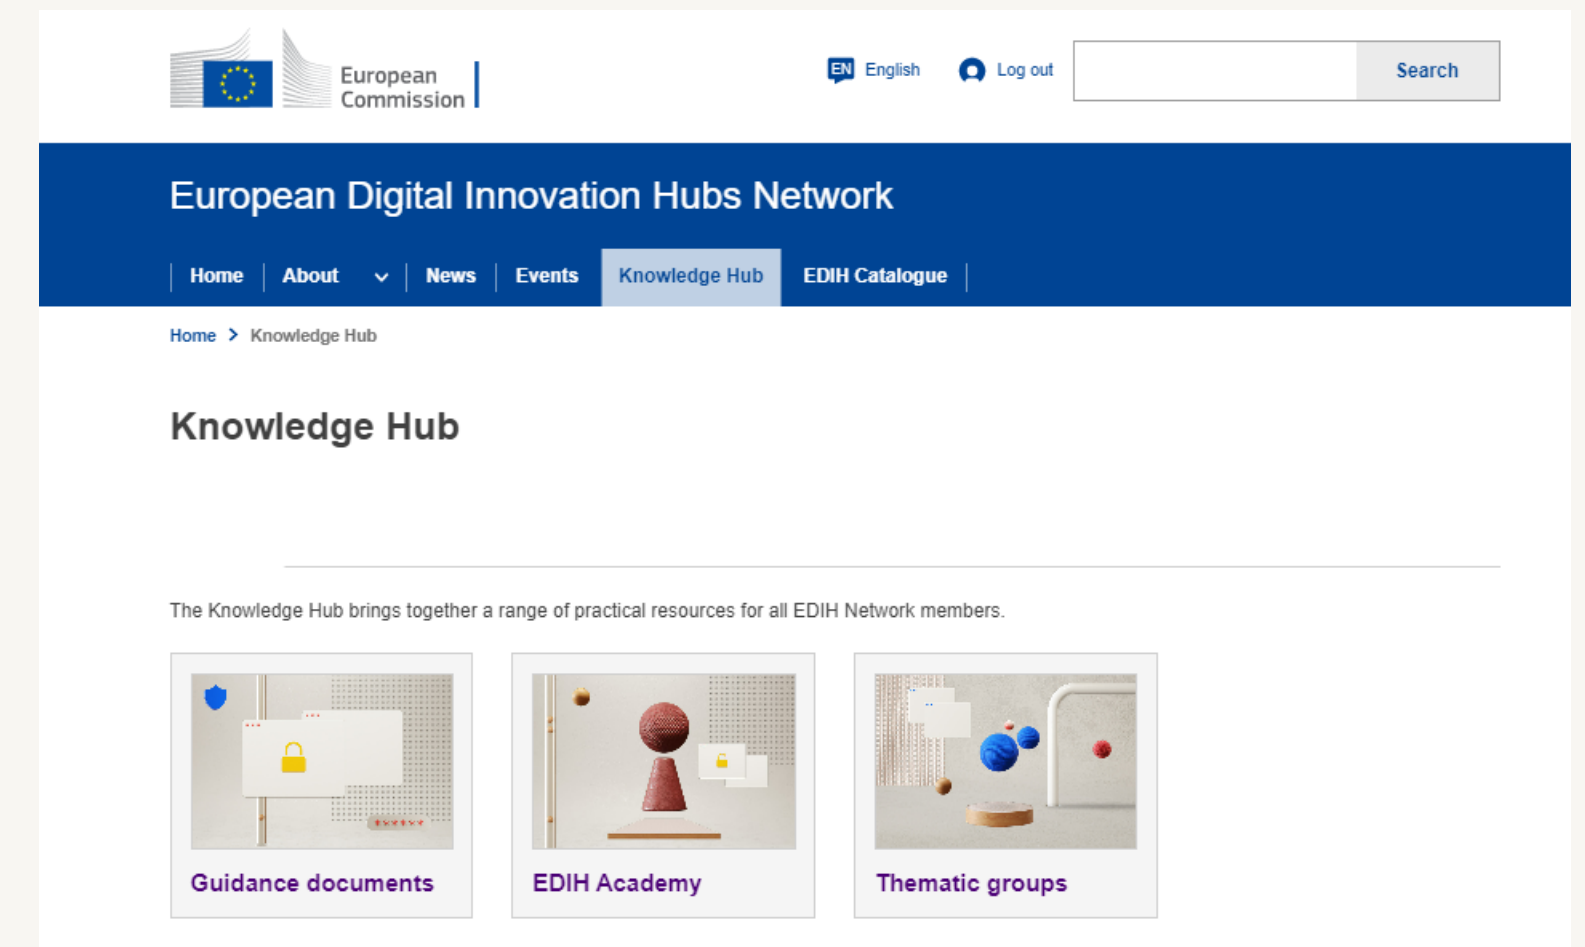 European
Commission
EN English
Log out
Search
European Digital Innovation Hubs Network
Home
About
News
Events
Knowledge Hub
EDIH Catalogue
Home > Knowledge Hub
Knowledge Hub
The Knowledge Hub brings together a range of practical resources for all EDIH Network members.
Guidance documents
EDIH Academy
Thematic groups